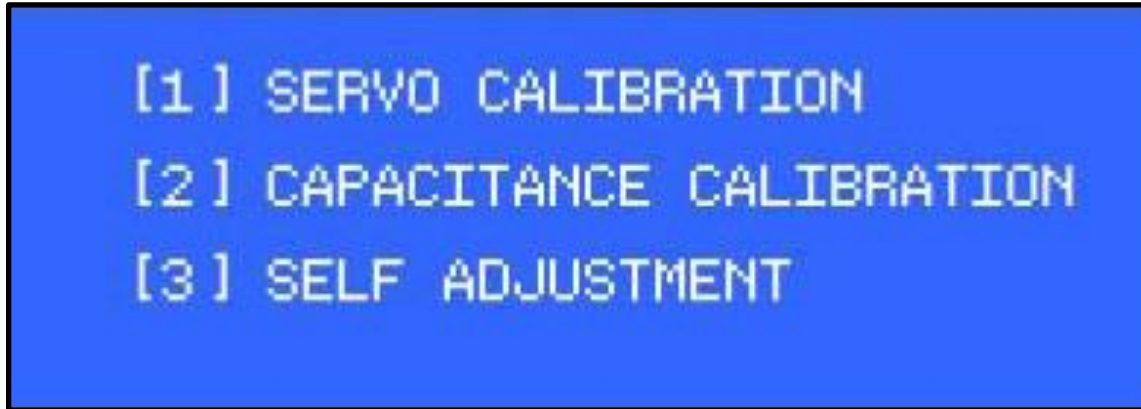 [1] SERVO CALIBRATION
[2] CAPACITANCE CALIBRATION
[3] SELF ADJUSTMENT